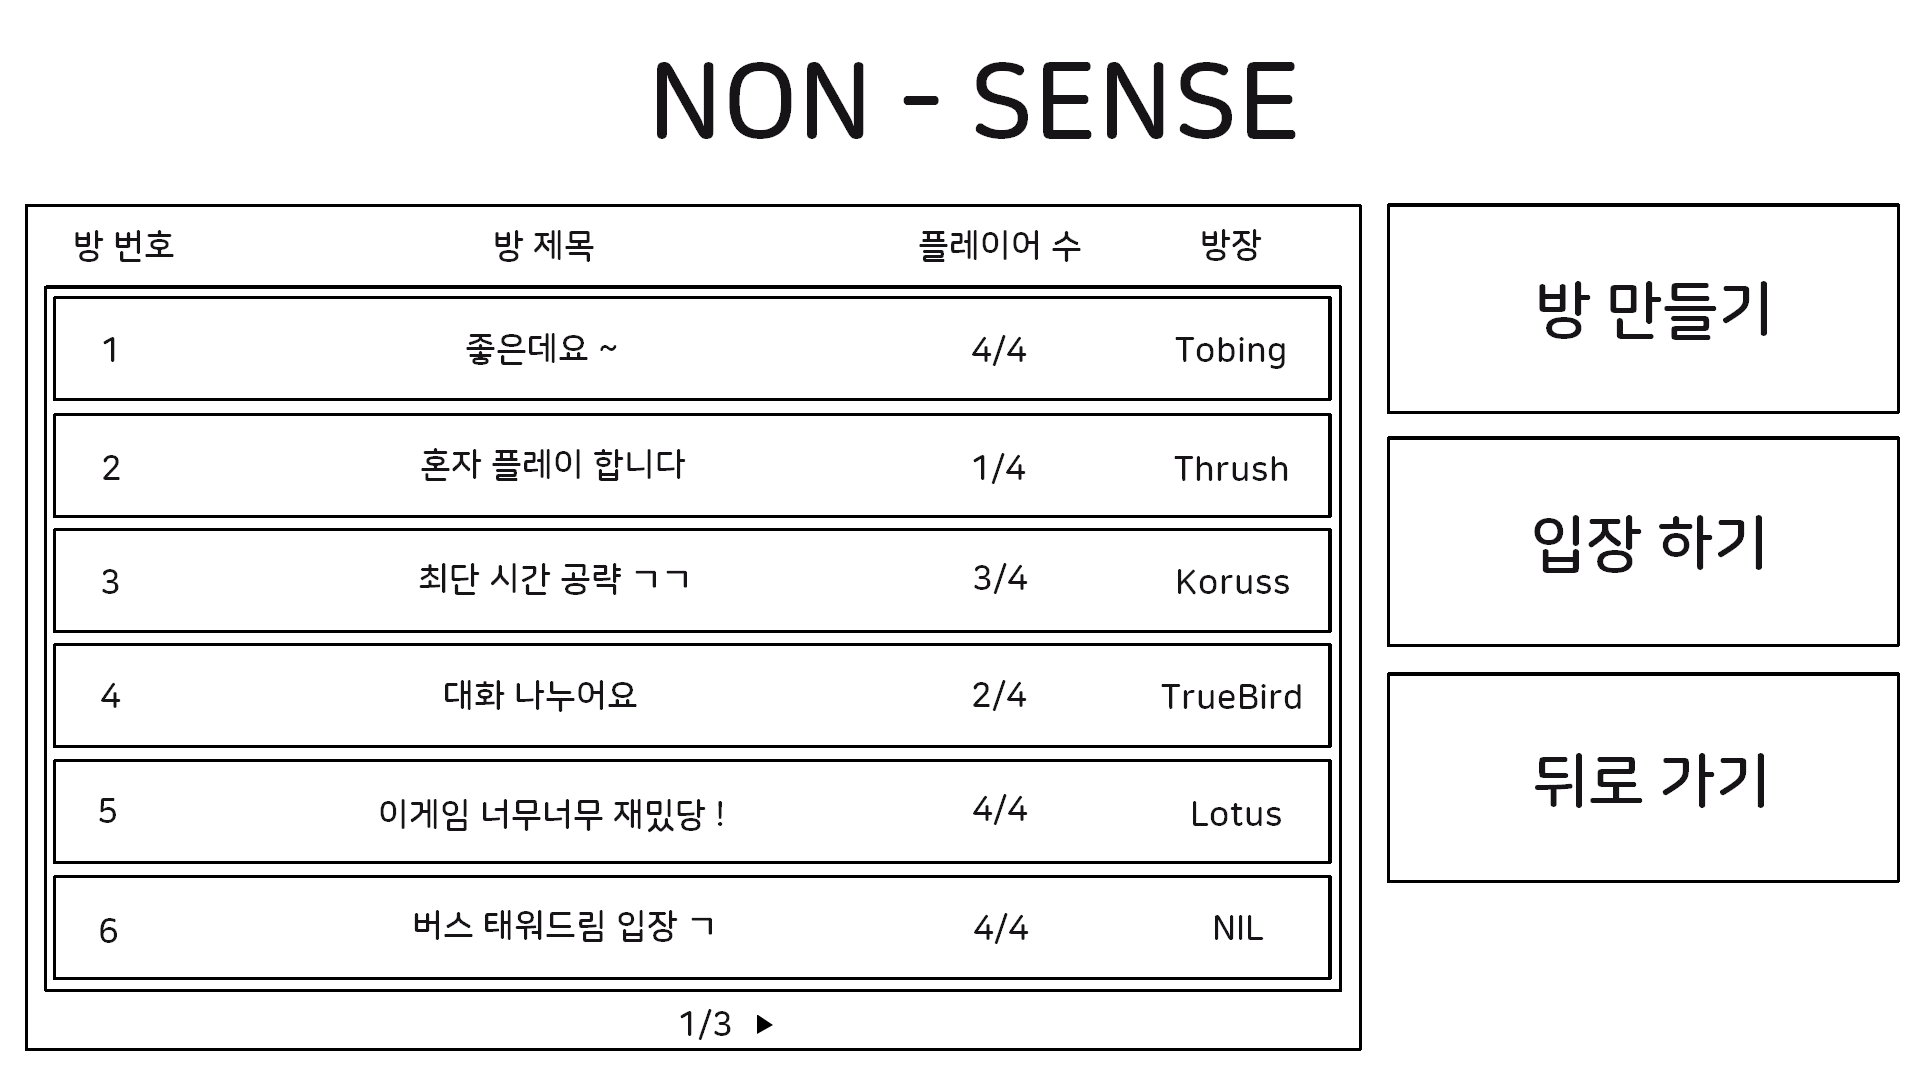 NON - SENSE
방 번호 방 제목 플레이어 수 방장
1 좋은데요 ~ 4/4 Tobing
2 혼자 플레이 합니다 1/4 Thrush
3 최단 시간 공략 ㄱㄱ 3/4 Koruss
4 대화 나누어요 2/4 TrueBird
5 이게임 너무너무 재밌당 ! 4/4 Lotus
6 버스 태워드림 입장 ㄱ 4/4 NIL
1/3 ▶
방 만들기
입장 하기
뒤로 가기